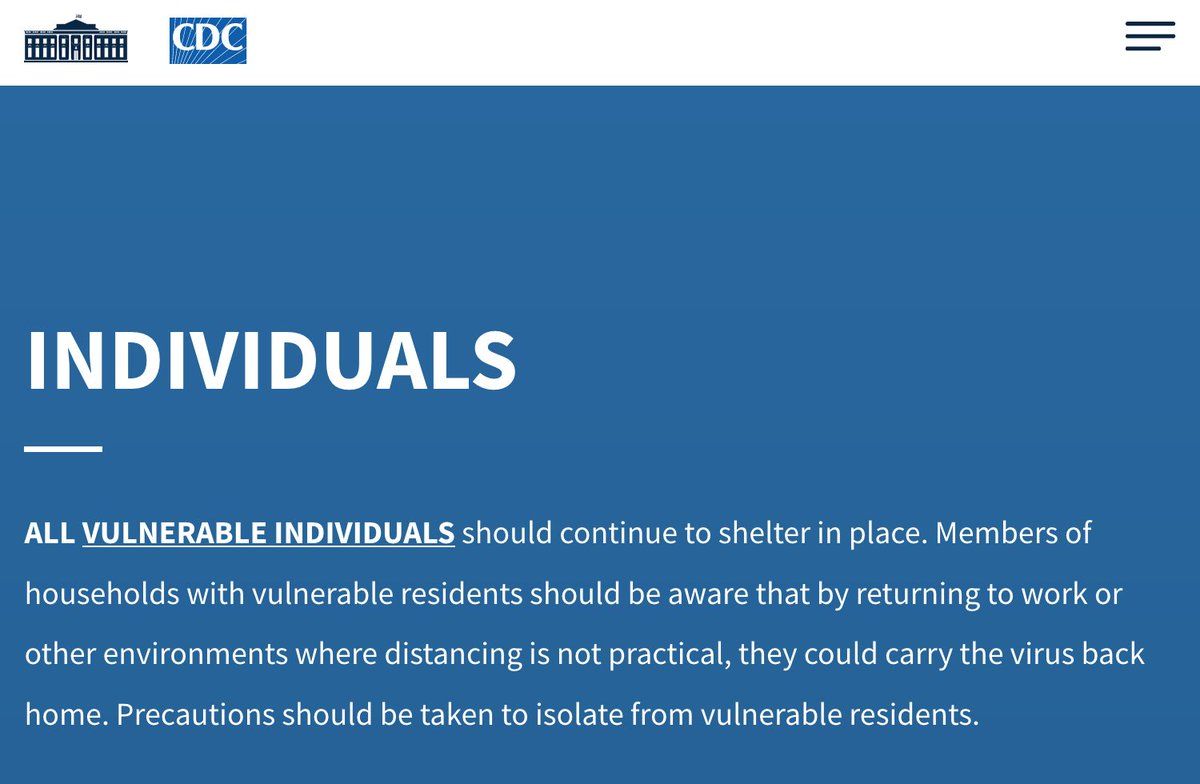 CDC
INDIVIDUALS
ALL VULNERABLE INDIVIDUALS should continue to shelter in place. Members of
households with vulnerable residents should be aware that by returning to work or
other environments where distancing is not practical, they could carry the virus back
home. Precautions should be taken to isolate from vulnerable residents.